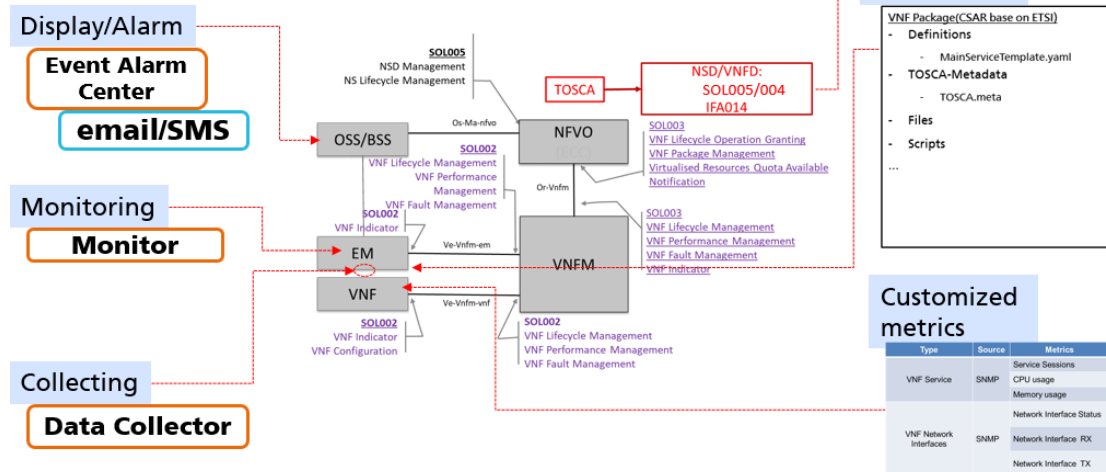 Display/Alarm
Event Alarm
Center
email/SMS
Monitoring
Monitor
Collecting
Data Collector
SOL005
NSD Management
NS Lifecycle Management
TOSCA
NSD/VNFD:
SOL005/004
IFA014
OSS/BSS
Os-Ma-nfvo
NFVO
SOL003
VNF Lifecycle Operation Granting
VNF Package Management
Virtualised Resources Quota Available
Notification
SOL002
VNF Lifecycle Management
VNF Performance
Management
VNF Fault Management
Or-Vnfm
SOL002
VNF Indicator
SOL003
VNF Lifecycle Management
VNF Performance Management
VNF Fault Management
VNF Indicator
EM
Ve-Vnfm-em
VNFM
VNF
Ve-Vnfm-vnf
SOL002
VNF Indicator
VNF Configuration
SOL002
VNF Lifecycle Management
VNF Performance Management
VNF Fault Management
VNF Package(CSAR base on ETSI)
- Definitions
- MainServiceTemplate.yaml
- TOSCA-Metadata
- TOSCA.meta
- Files
- Scripts
...
Customized
metrics
Type Source Metrics
VNF Service SNMP Service Sessions
CPU usage
Memory usage
VNF Network
Interfaces SNMP Network Interface Status
Network Interface RX
Network Interface TX